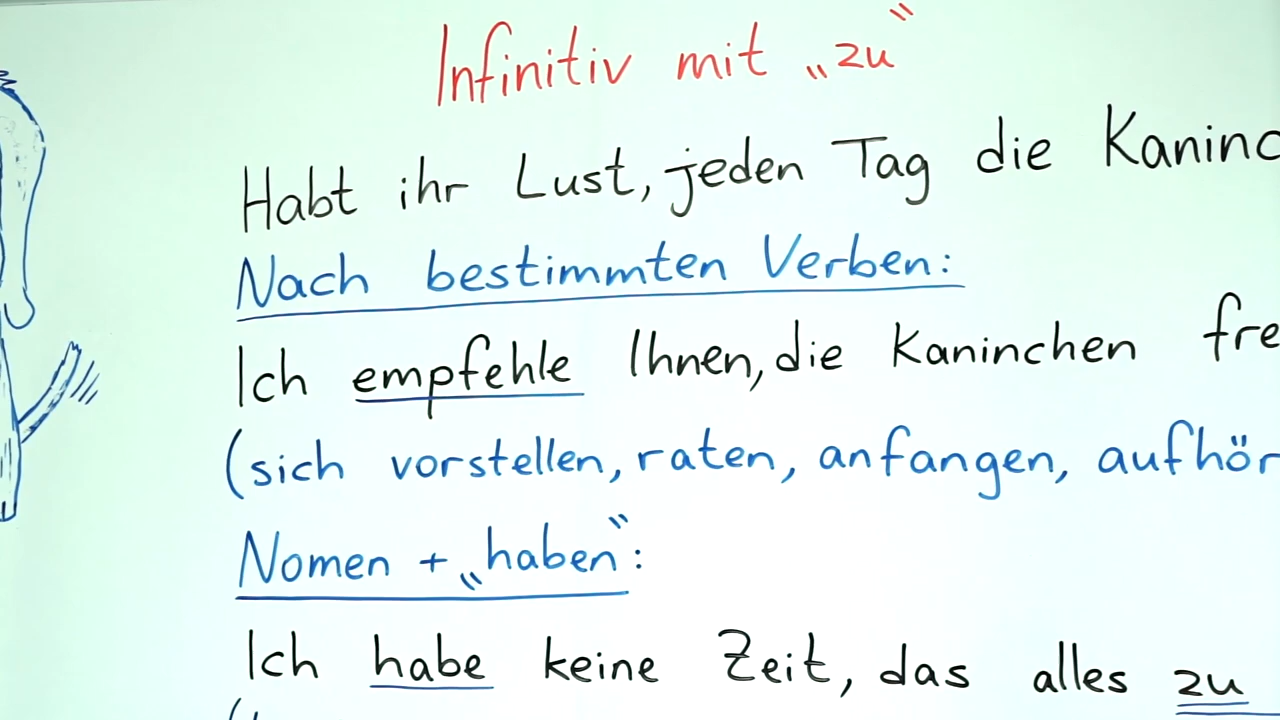 Infinitiv mit „zu“
Habt ihr Lust, jeden Tag die Kaninc
Nach bestimmten Verben:
Ich empfehle Ihnen, die Kaninchen fre
(sich vorstellen, raten, anfangen, aufhör
Nomen + „haben“:
Ich habe keine Zeit, das alles zu